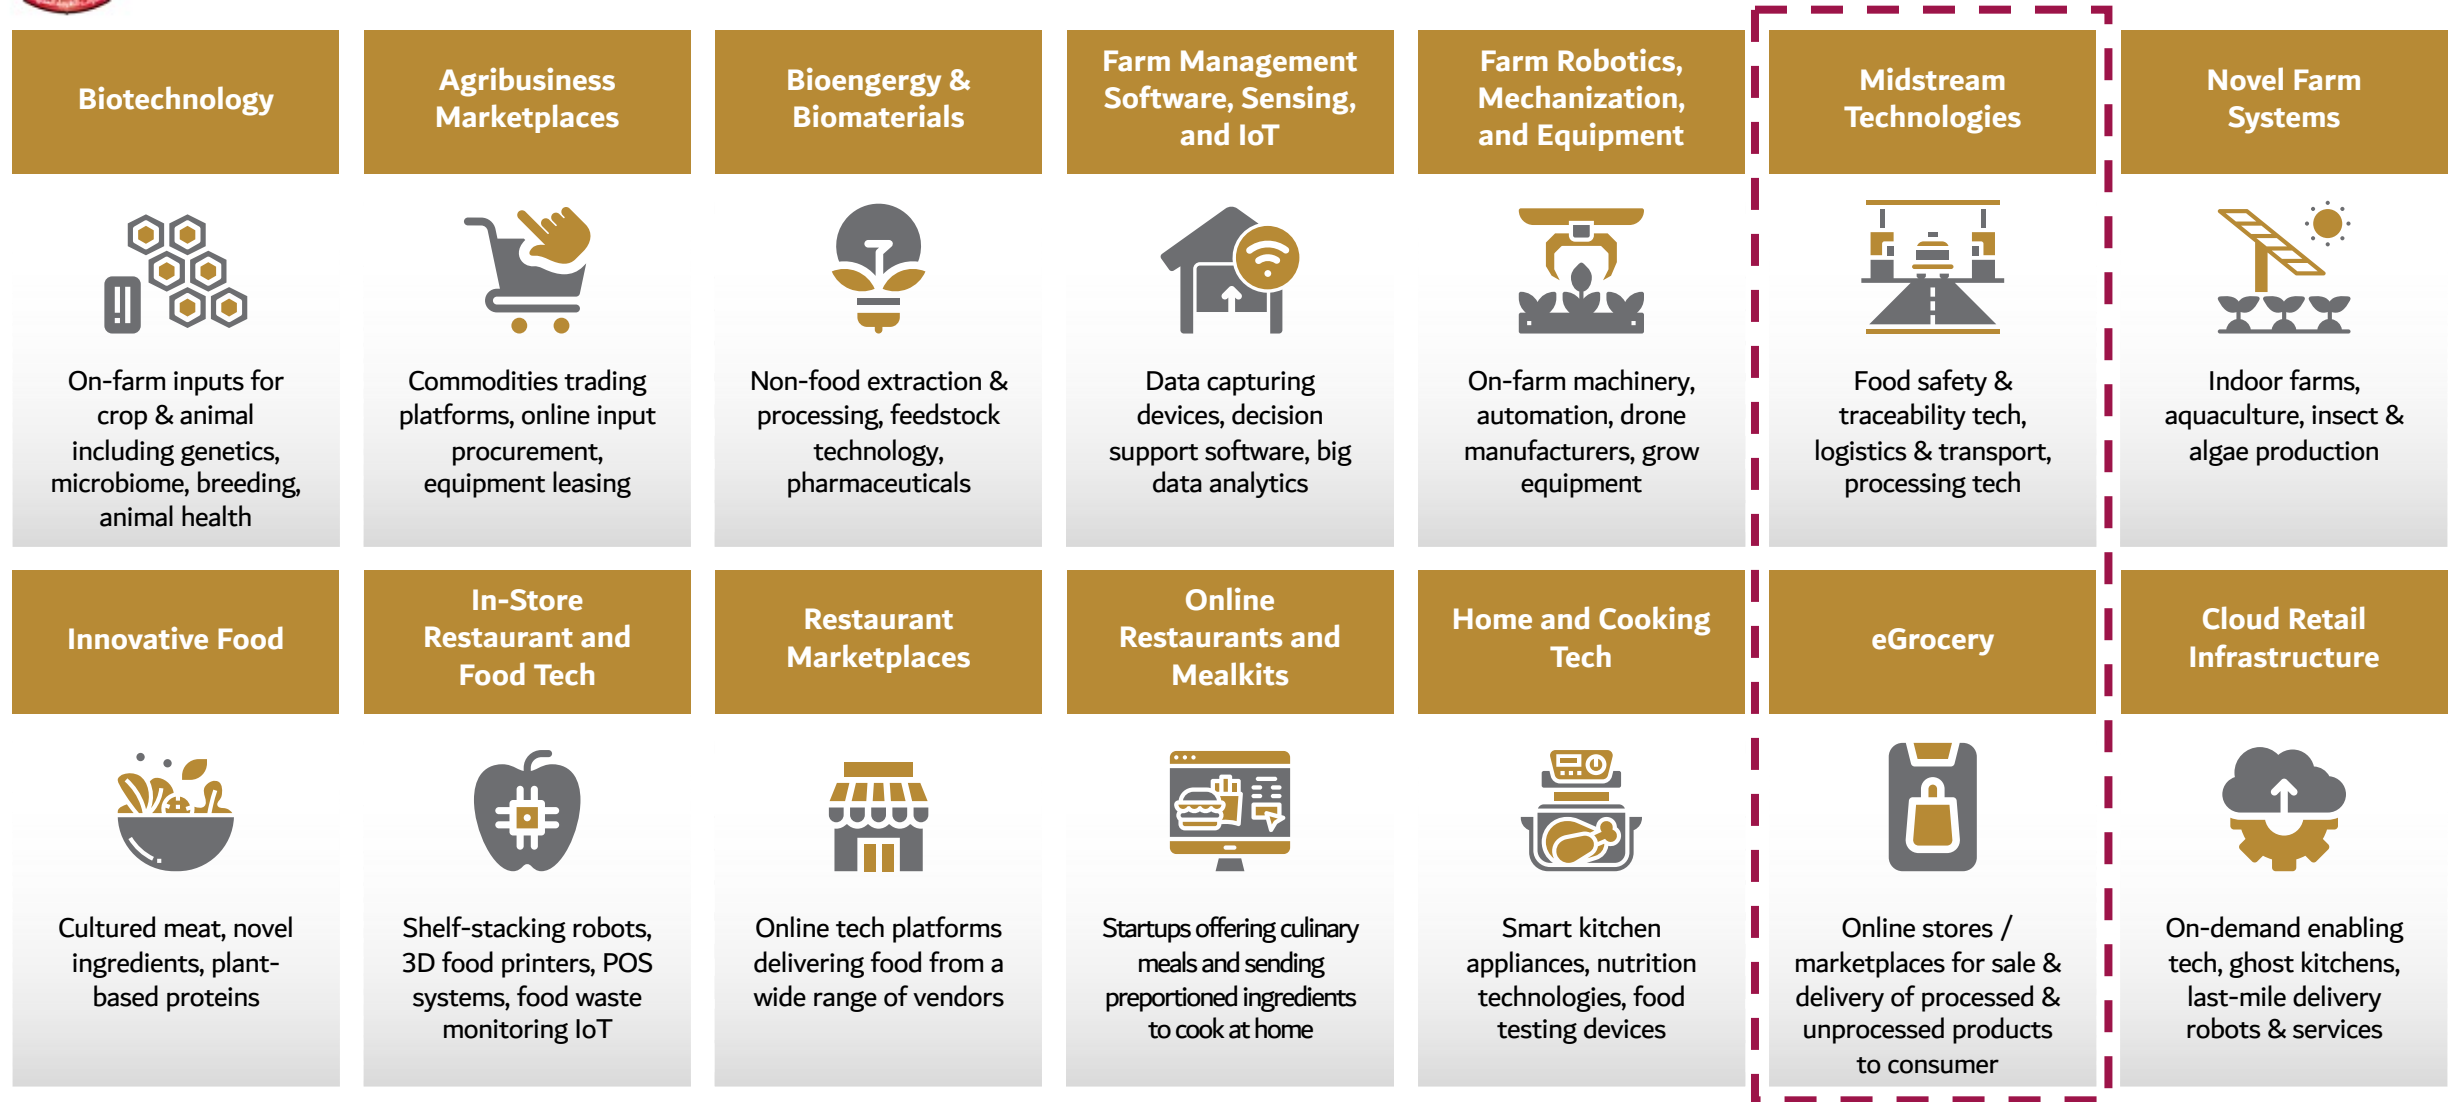 Biotechnology
On-farm inputs for
crop & animal
including genetics,
microbiome, breeding,
animal health
Agribusiness
Marketplaces
Commodities trading
platforms, online input
procurement,
equipment leasing
Bioengergy &
Biomaterials
Non-food extraction &
processing, feedstock
technology,
pharmaceuticals
Farm Management
Software, Sensing,
and IoT
Data capturing
devices, decision
support software, big
data analytics
Farm Robotics,
Mechanization,
and Equipment
On-farm machinery,
automation, drone
manufacturers, grow
equipment
Midstream
Technologies
Food safety &
traceability tech,
logistics & transport,
processing tech
Novel Farm
Systems
Indoor farms,
aquaculture, insect &
algae production
Innovative Food
Cultured meat, novel
ingredients, plant-
based proteins
In-Store
Restaurant and
Food Tech
Shelf-stacking robots,
3D food printers, POS
systems, food waste
monitoring IoT
Restaurant
Marketplaces
Online tech platforms
delivering food from a
wide range of vendors
Online
Restaurants and
Mealkits
Startups offering culinary
meals and sending
preportioned ingredients
to cook at home
Home and Cooking
Tech
Smart kitchen
appliances, nutrition
technologies, food
testing devices
eGrocery
Online stores /
marketplaces for sale &
delivery of processed &
unprocessed products
to consumer
Cloud Retail
Infrastructure
On-demand enabling
tech, ghost kitchens,
last-mile delivery
robots & services